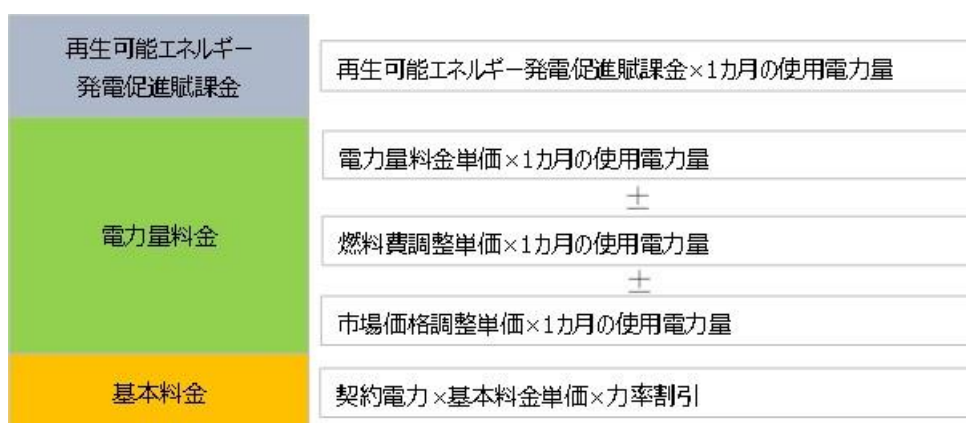 再生可能エネルギー
発電促進賦課金
再生可能エネルギー発電促進賦課金×1カ月の使用電力量
電力量料金
電力量料金単価×1カ月の使用電力量
±
燃料費調整単価×1カ月の使用電力量
±
市場価格調整単価×1カ月の使用電力量
基本料金
契約電力×基本料金単価×力率割引